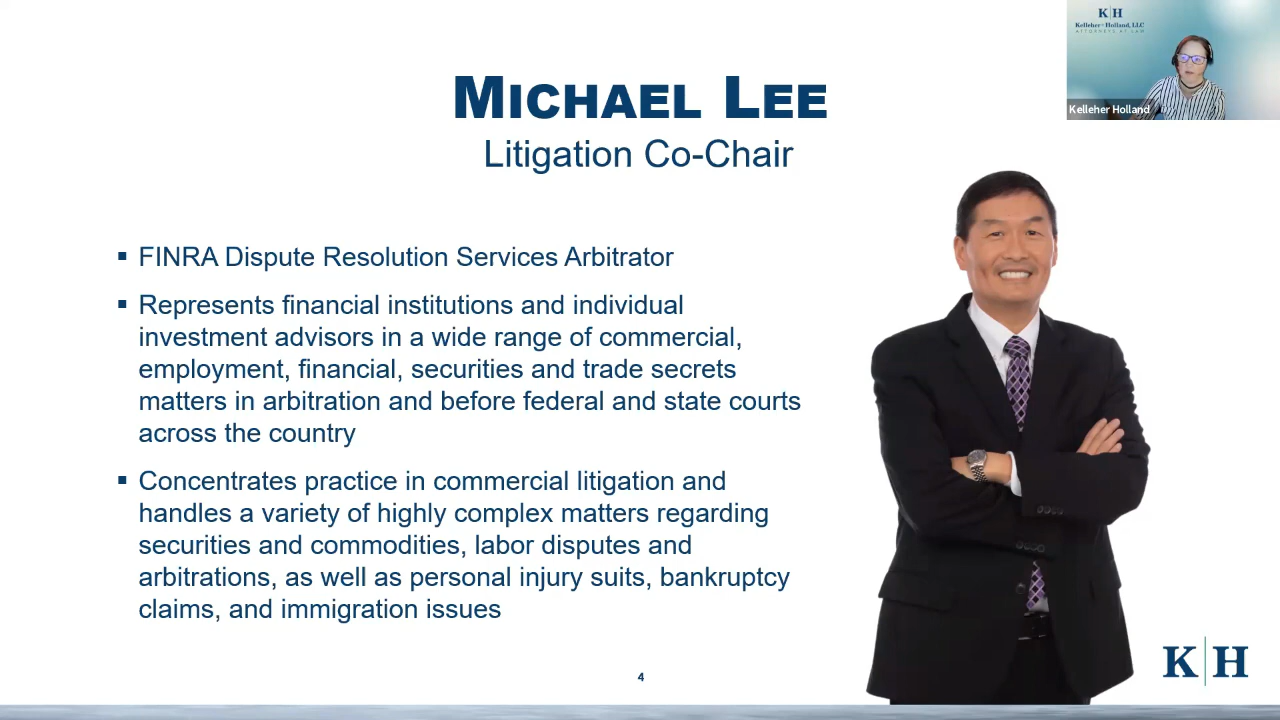 K|H
Kelleher + Holland, LLC
ATTORNEYS AT LAW
Kelleher Holland
MICHAEL LEE
Litigation Co-Chair
▪ FINRA Dispute Resolution Services Arbitrator
▪ Represents financial institutions and individual
investment advisors in a wide range of commercial,
employment, financial, securities and trade secrets
matters in arbitration and before federal and state courts
across the country
▪ Concentrates practice in commercial litigation and
handles a variety of highly complex matters regarding
securities and commodities, labor disputes and
arbitrations, as well as personal injury suits, bankruptcy
claims, and immigration issues
4
K|H